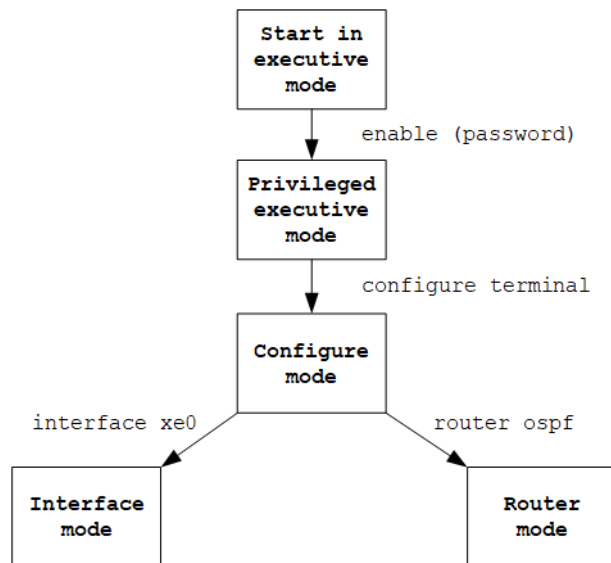 Start in
executive
mode
enable (password)
Privileged
executive
mode
configure terminal
Configure
mode
interface xe0
router ospf
Interface
mode
Router
mode